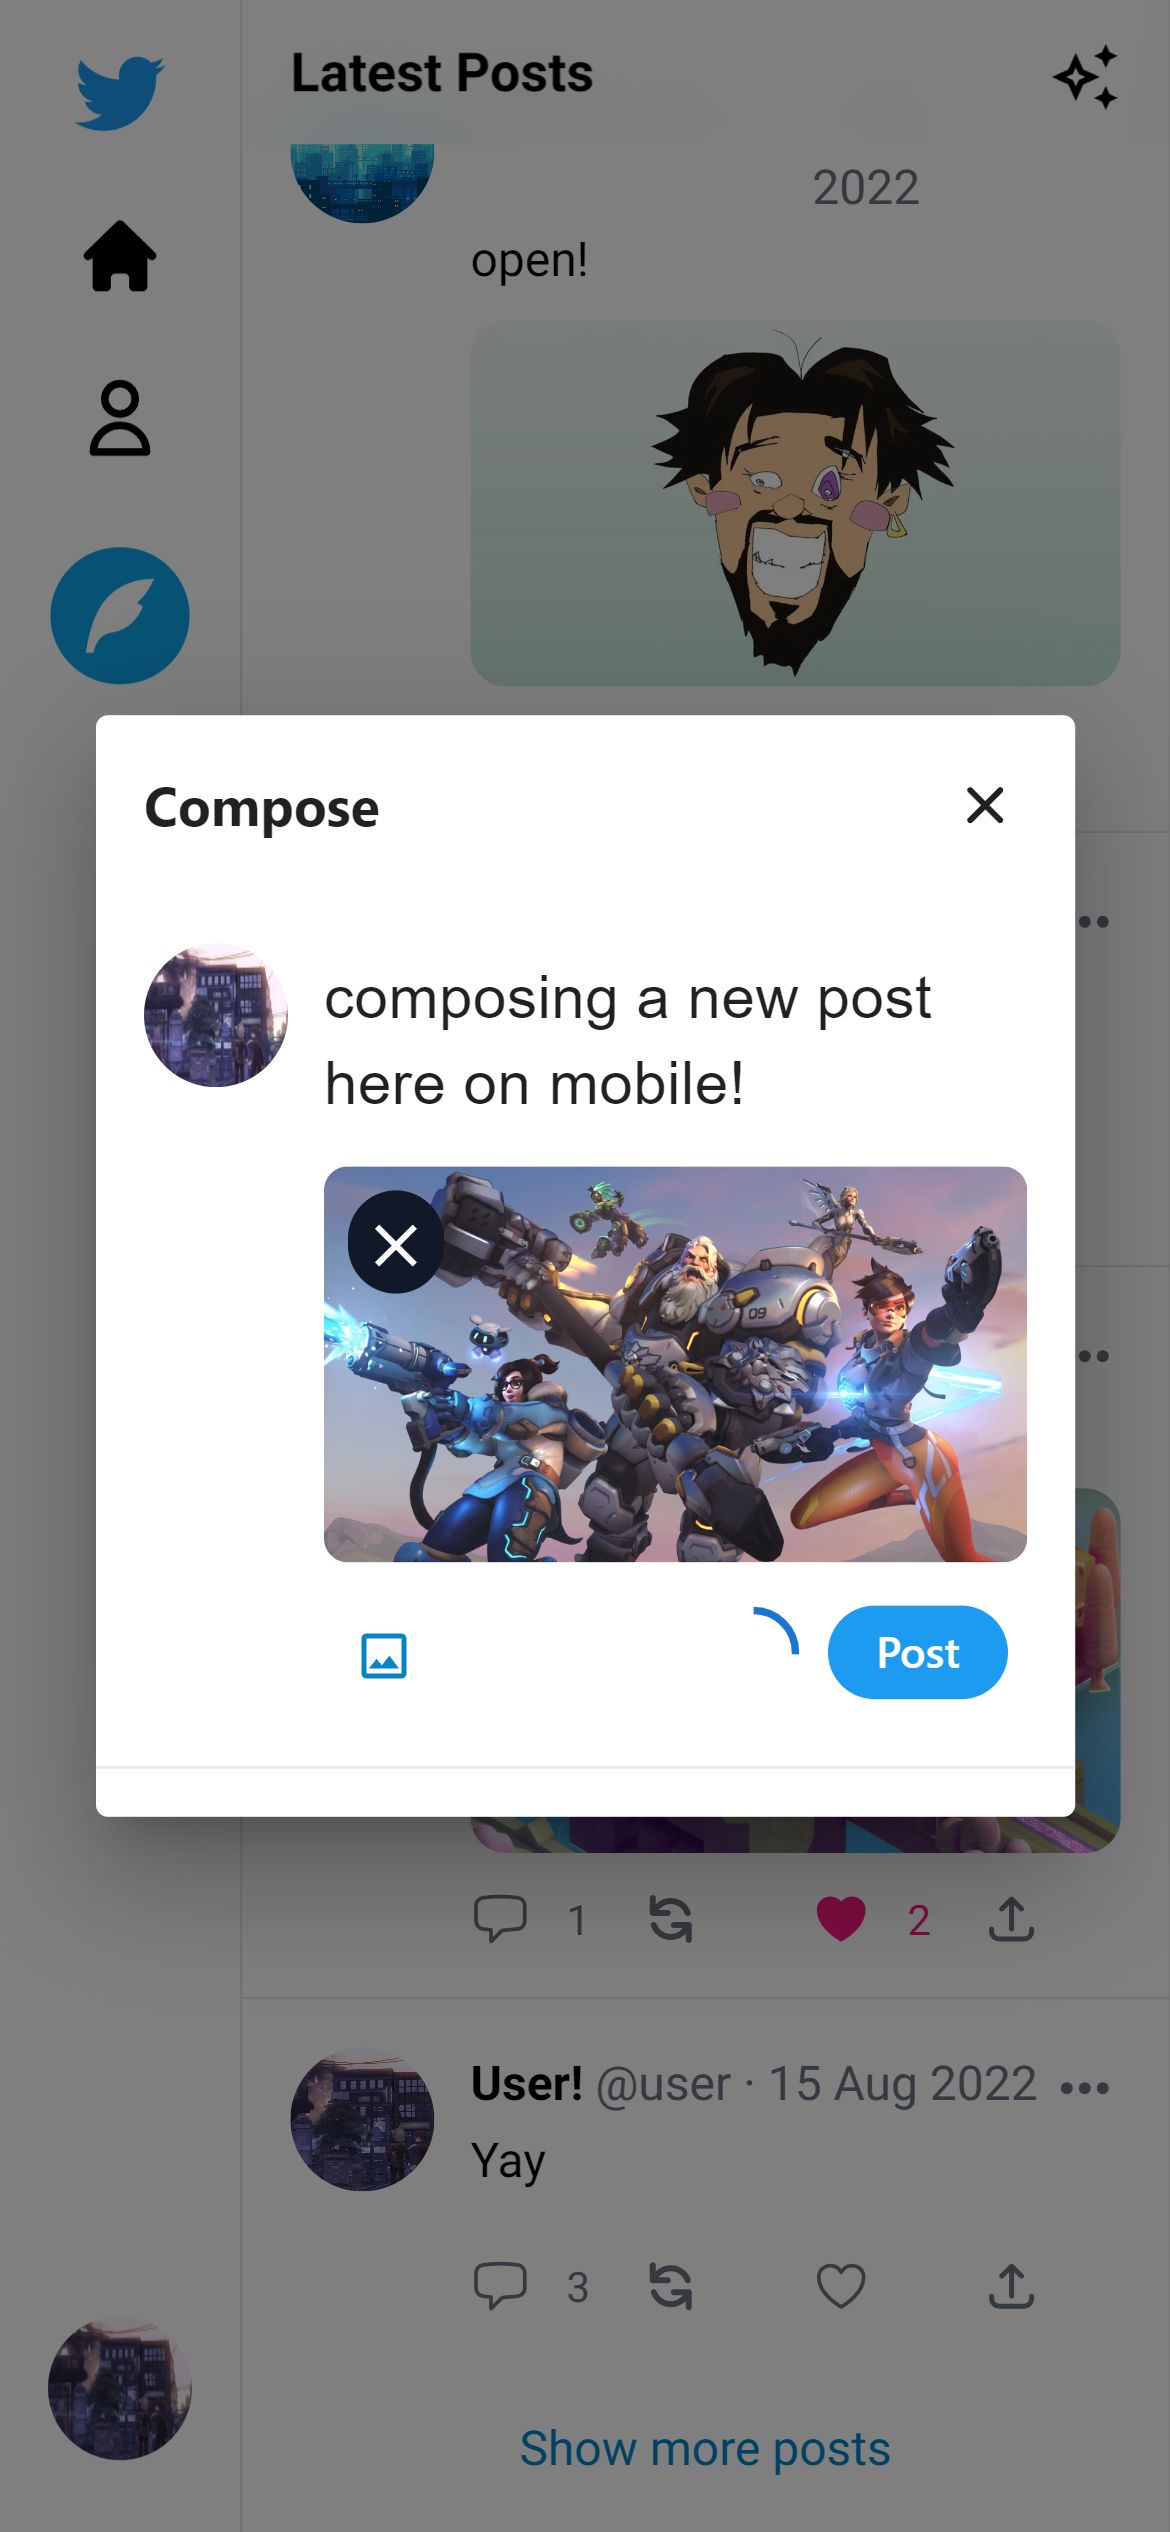 Latest Posts
2022
open!
Compose
composing a new post
here on mobile!
09
Post
1
2
User! @user · 15 Aug 2022
Yay
3
Show more posts